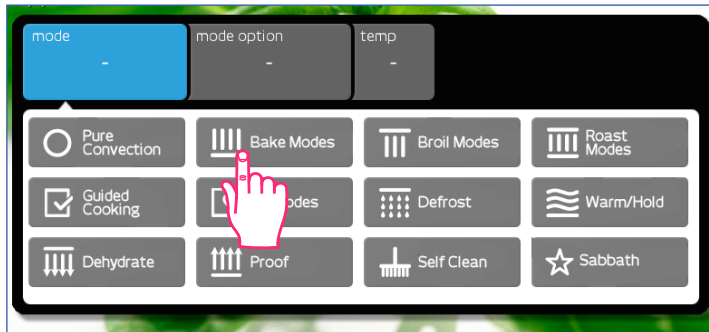 mode mode option temp
- - -
Pure Convection Bake Modes Broil Modes Roast Modes
Guided Cooking odes Defrost Warm/Hold
Dehydrate Proof Self Clean Sabbath